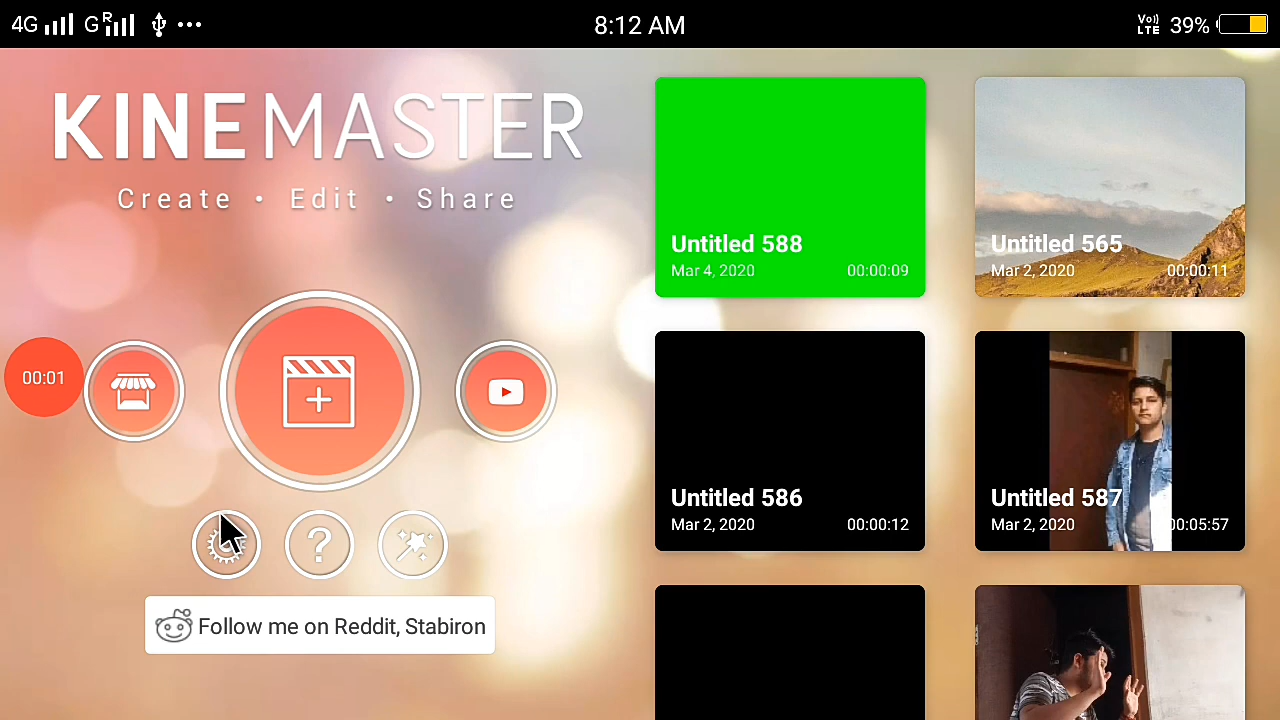 4G G R 8:12 AM Vo)) LTE 39%
KINEMASTER
Create • Edit • Share
00:01
Follow me on Reddit, Stabiron
Untitled 588
Mar 4, 2020 00:00:09
Untitled 565
Mar 2, 2020 00:00:11
Untitled 586
Mar 2, 2020 00:00:12
Untitled 587
Mar 2, 2020 00:05:57